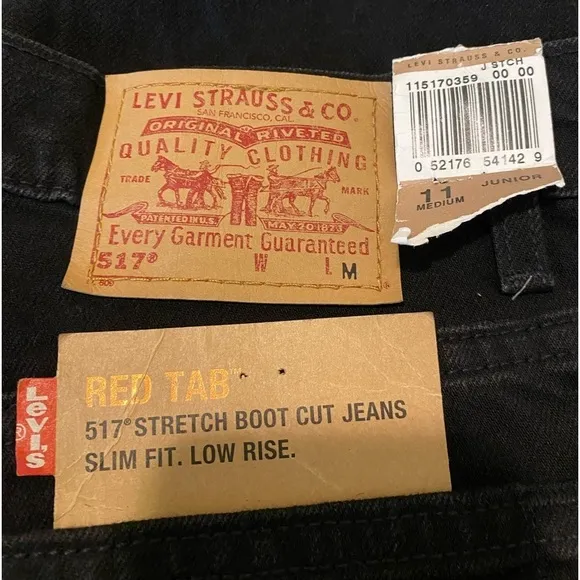 LEVI STRAUSS & CO.
SAN FRANCISCO, CAL.
ORIGINAL RIVETED
QUALITY CLOTHING
TRADE MARK
PATENTED IN U.S. MAY 20 1873
Every Garment Guaranteed
517® W L M
LEVI STRAUSS & CO.
J STCH
115170359 00 00
0 52176 54142 9
11 JUNIOR
MEDIUM
RED TAB™
517® STRETCH BOOT CUT JEANS
SLIM FIT. LOW RISE.
LEVI'S
®